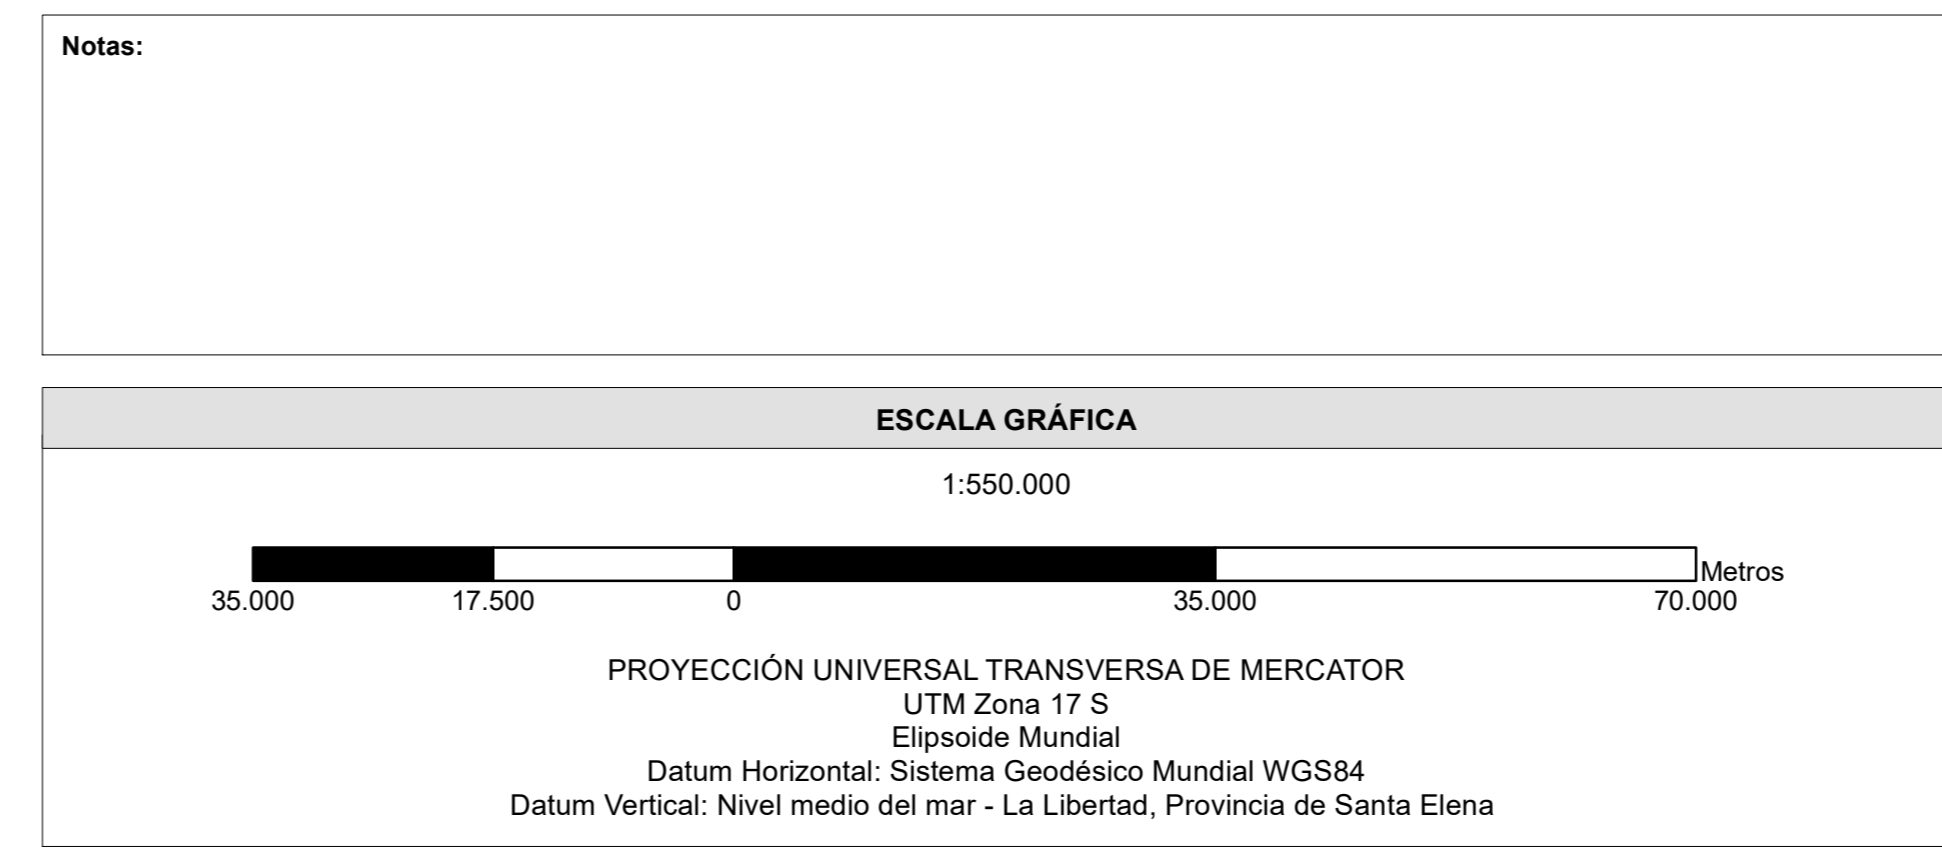 Notas:
ESCALA GRÁFICA
1:550.000
Metros
35.000 17.500 0 35.000 70.000
PROYECCIÓN UNIVERSAL TRANSVERSA DE MERCATOR
UTM Zona 17 S
Elipsoide Mundial
Datum Horizontal: Sistema Geodésico Mundial WGS84
Datum Vertical: Nivel medio del mar - La Libertad, Provincia de Santa Elena